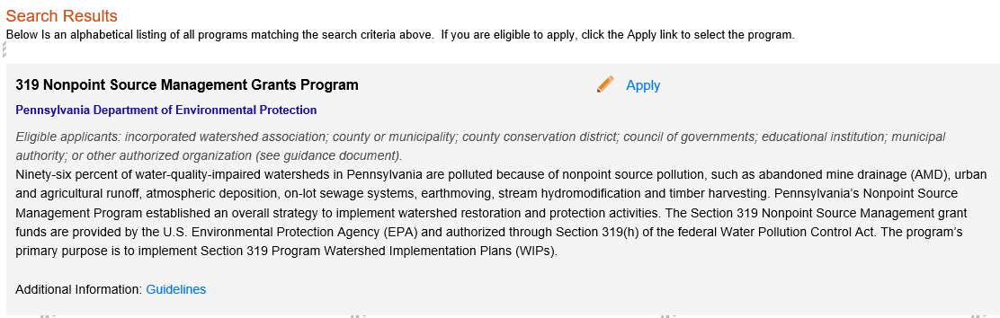 Search Results
Below Is an alphabetical listing of all programs matching the search criteria above.  If you are eligible to apply, click the Apply link to select the program.
319 Nonpoint Source Management Grants Program
Apply
Pennsylvania Department of Environmental Protection
Eligible applicants: incorporated watershed association; county or municipality; county conservation district; council of governments; educational institution; municipal
authority; or other authorized organization (see guidance document).
Ninety-six percent of water-quality-impaired watersheds in Pennsylvania are polluted because of nonpoint source pollution, such as abandoned mine drainage (AMD), urban
and agricultural runoff, atmospheric deposition, on-lot sewage systems, earthmoving, stream hydromodification and timber harvesting. Pennsylvania's Nonpoint Source
Management Program established an overall strategy to implement watershed restoration and protection activities. The Section 319 Nonpoint Source Management grant
funds are provided by the U.S. Environmental Protection Agency (EPA) and authorized through Section 319(h) of the federal Water Pollution Control Act. The program's
primary purpose is to implement Section 319 Program Watershed Implementation Plans (WIPs).
Additional Information: Guidelines